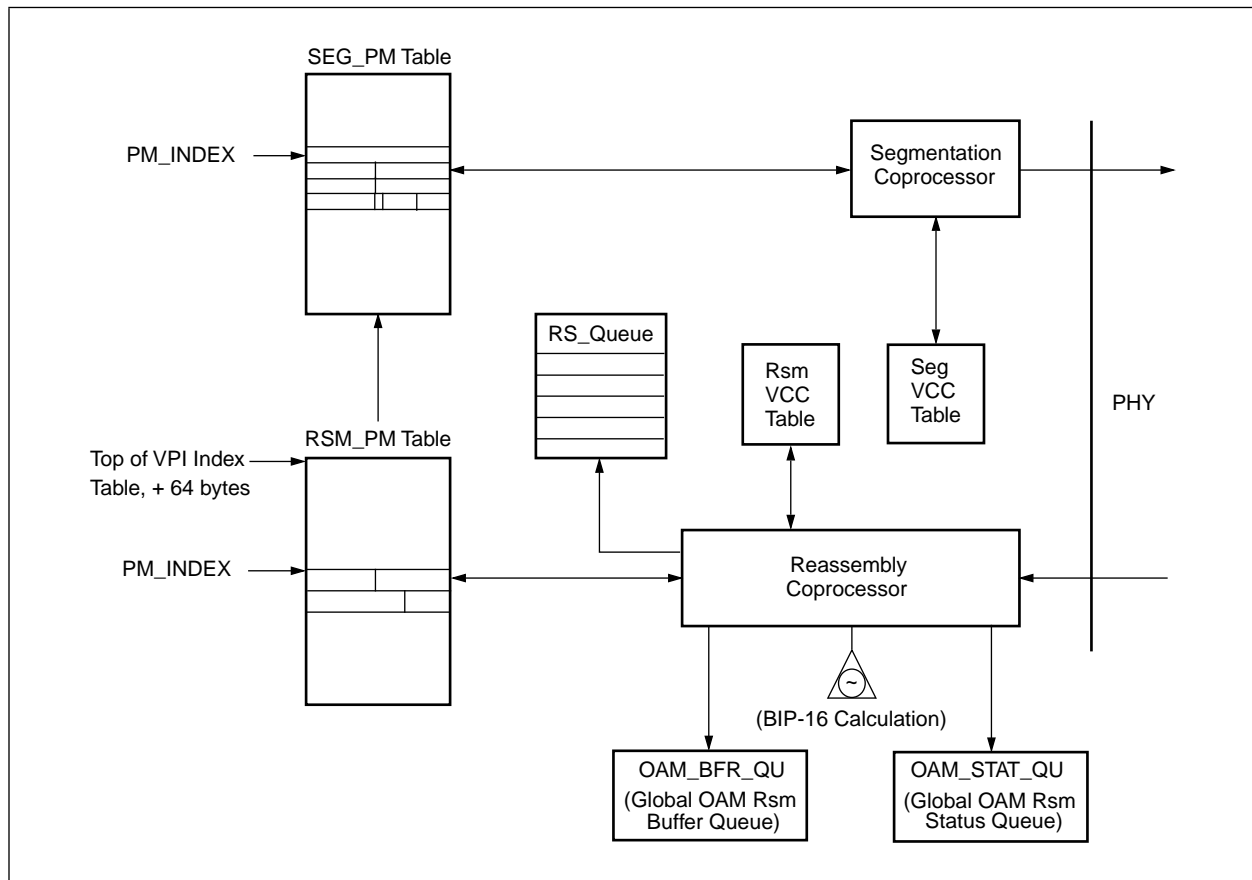 SEG_PM Table
PM_INDEX
Segmentation
Coprocessor
RS_Queue
Rsm
VCC
Table
Seg
VCC
Table
PHY
RSM_PM Table
Top of VPI Index
Table, + 64 bytes
PM_INDEX
Reassembly
Coprocessor
~
(BIP-16 Calculation)
OAM_BFR_QU
(Global OAM Rsm
Buffer Queue)
OAM_STAT_QU
(Global OAM Rsm
Status Queue)